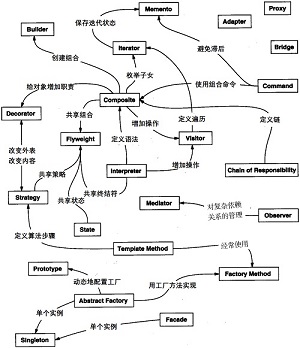 Memento
Proxy
Adapter
Builder
保存迭代状态
Iterator
避免滞后
Bridge
创建组合
枚举子女
Command
给对象增加职责
Composite
使用组合命令
Decorator
共享组合
增加操作
定义遍历
定义链
Flyweight
定义语法
Visitor
改变外表
改变内容
共享策略
Interpreter
增加操作
Chain of Responsibility
Strategy
共享终结符
共享状态
Mediator
对复杂依赖
关系的管理
Observer
State
定义算法步骤
Template Method
经常使用
Prototype
动态地配置工厂
用工厂方法实现
Factory Method
Abstract Factory
单个实例
Facade
单个实例
Singleton